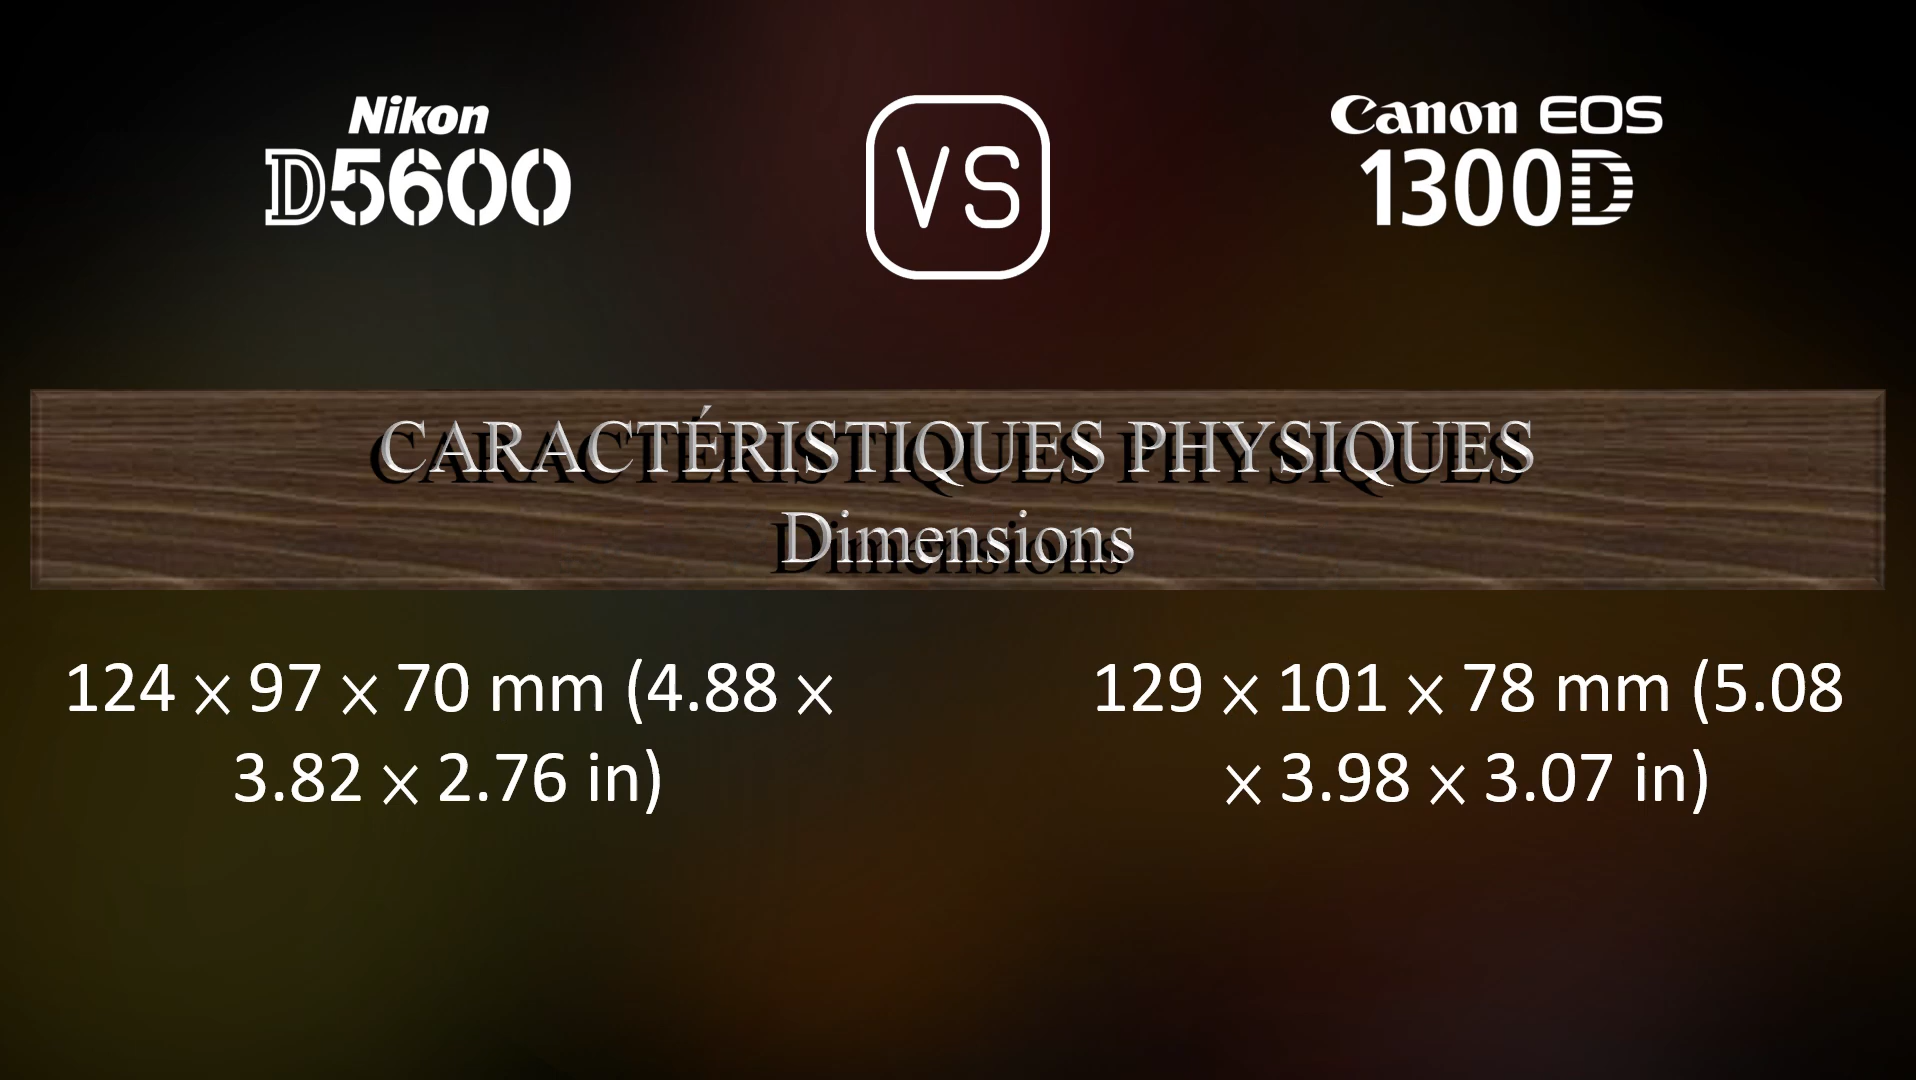 Nikon
D5600
VS
Canon EOS
1300D
CARACTÉRISTIQUES PHYSIQUES
Dimensions
124 x 97 x 70 mm (4.88 x
3.82 x 2.76 in)
129 x 101 x 78 mm (5.08
x 3.98 x 3.07 in)